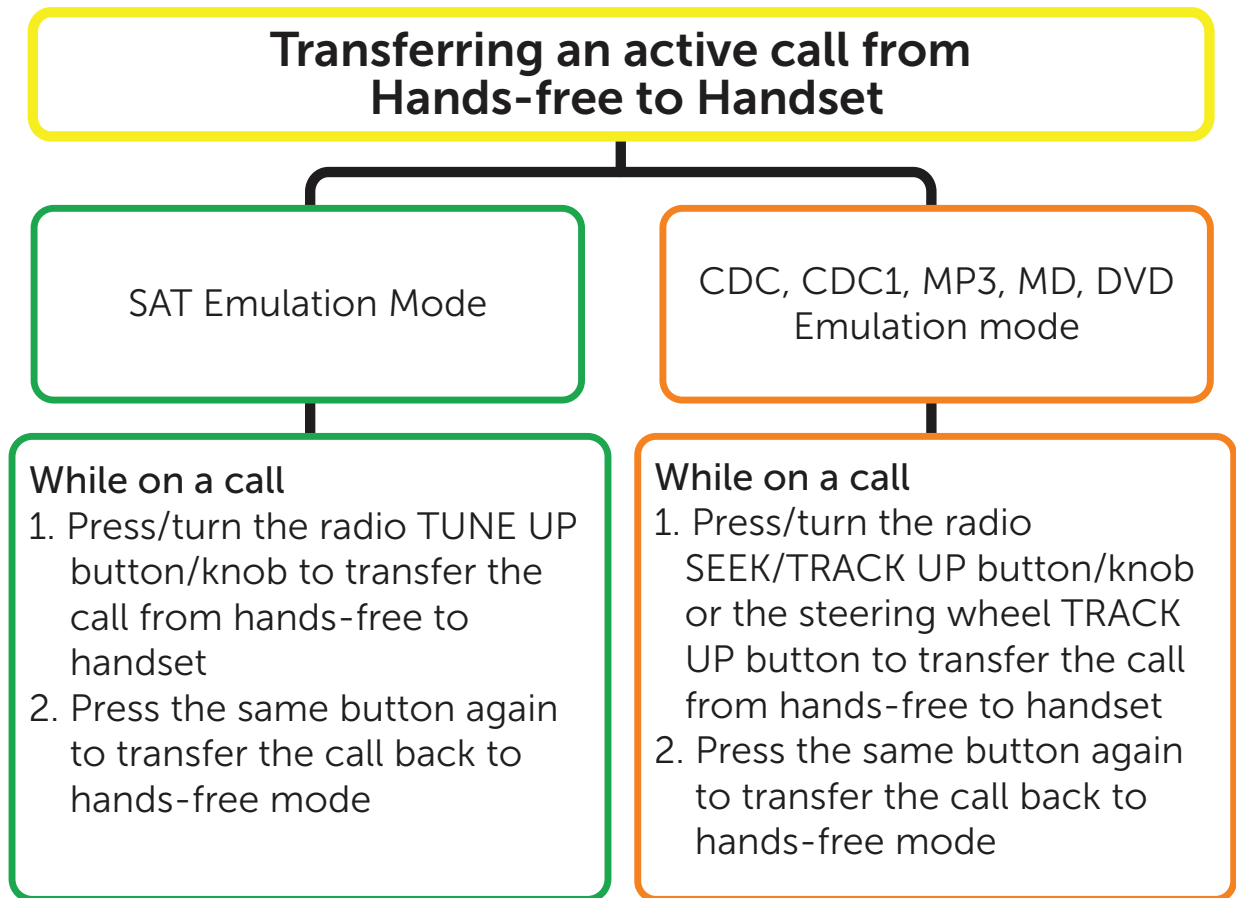 Transferring an active call from
Hands-free to Handset
SAT Emulation Mode
CDC, CDC1, MP3, MD, DVD
Emulation mode
While on a call
1. Press/turn the radio TUNE UP
button/knob to transfer the
call from hands-free to
handset
2. Press the same button again
to transfer the call back to
hands-free mode
While on a call
1. Press/turn the radio
SEEK/TRACK UP button/knob
or the steering wheel TRACK
UP button to transfer the call
from hands-free to handset
2. Press the same button again
to transfer the call back to
hands-free mode